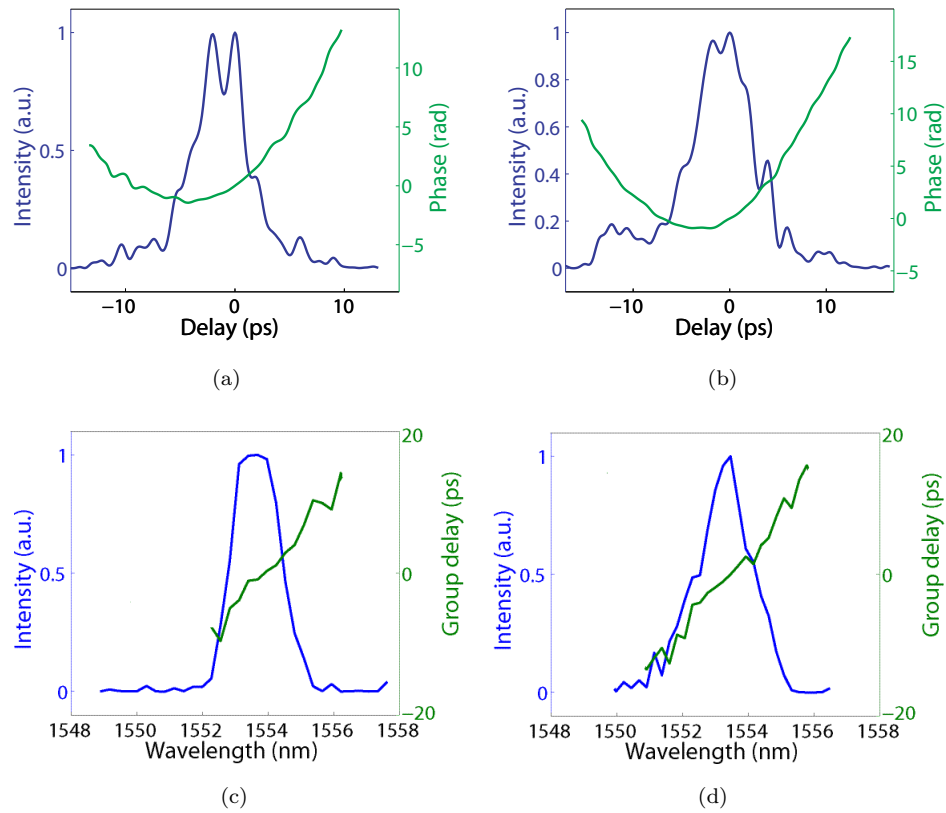 1
0.5
0
Intensity (a.u.)
10
5
0
−5
Phase (rad)
−10
0
10
Delay (ps)
(a)
1
0.8
0.6
0.4
0.2
0
Intensity (a.u.)
15
10
5
0
−5
Phase (rad)
−10
0
10
Delay (ps)
(b)
1
0.5
0
Intensity (a.u.)
20
0
−20
Group delay (ps)
1548 1550 1552 1554 1556 1558
Wavelength (nm)
(c)
1
0.5
0
Intensity (a.u.)
20
0
−20
Group delay (ps)
1548 1550 1552 1554 1556 1558
Wavelength (nm)
(d)